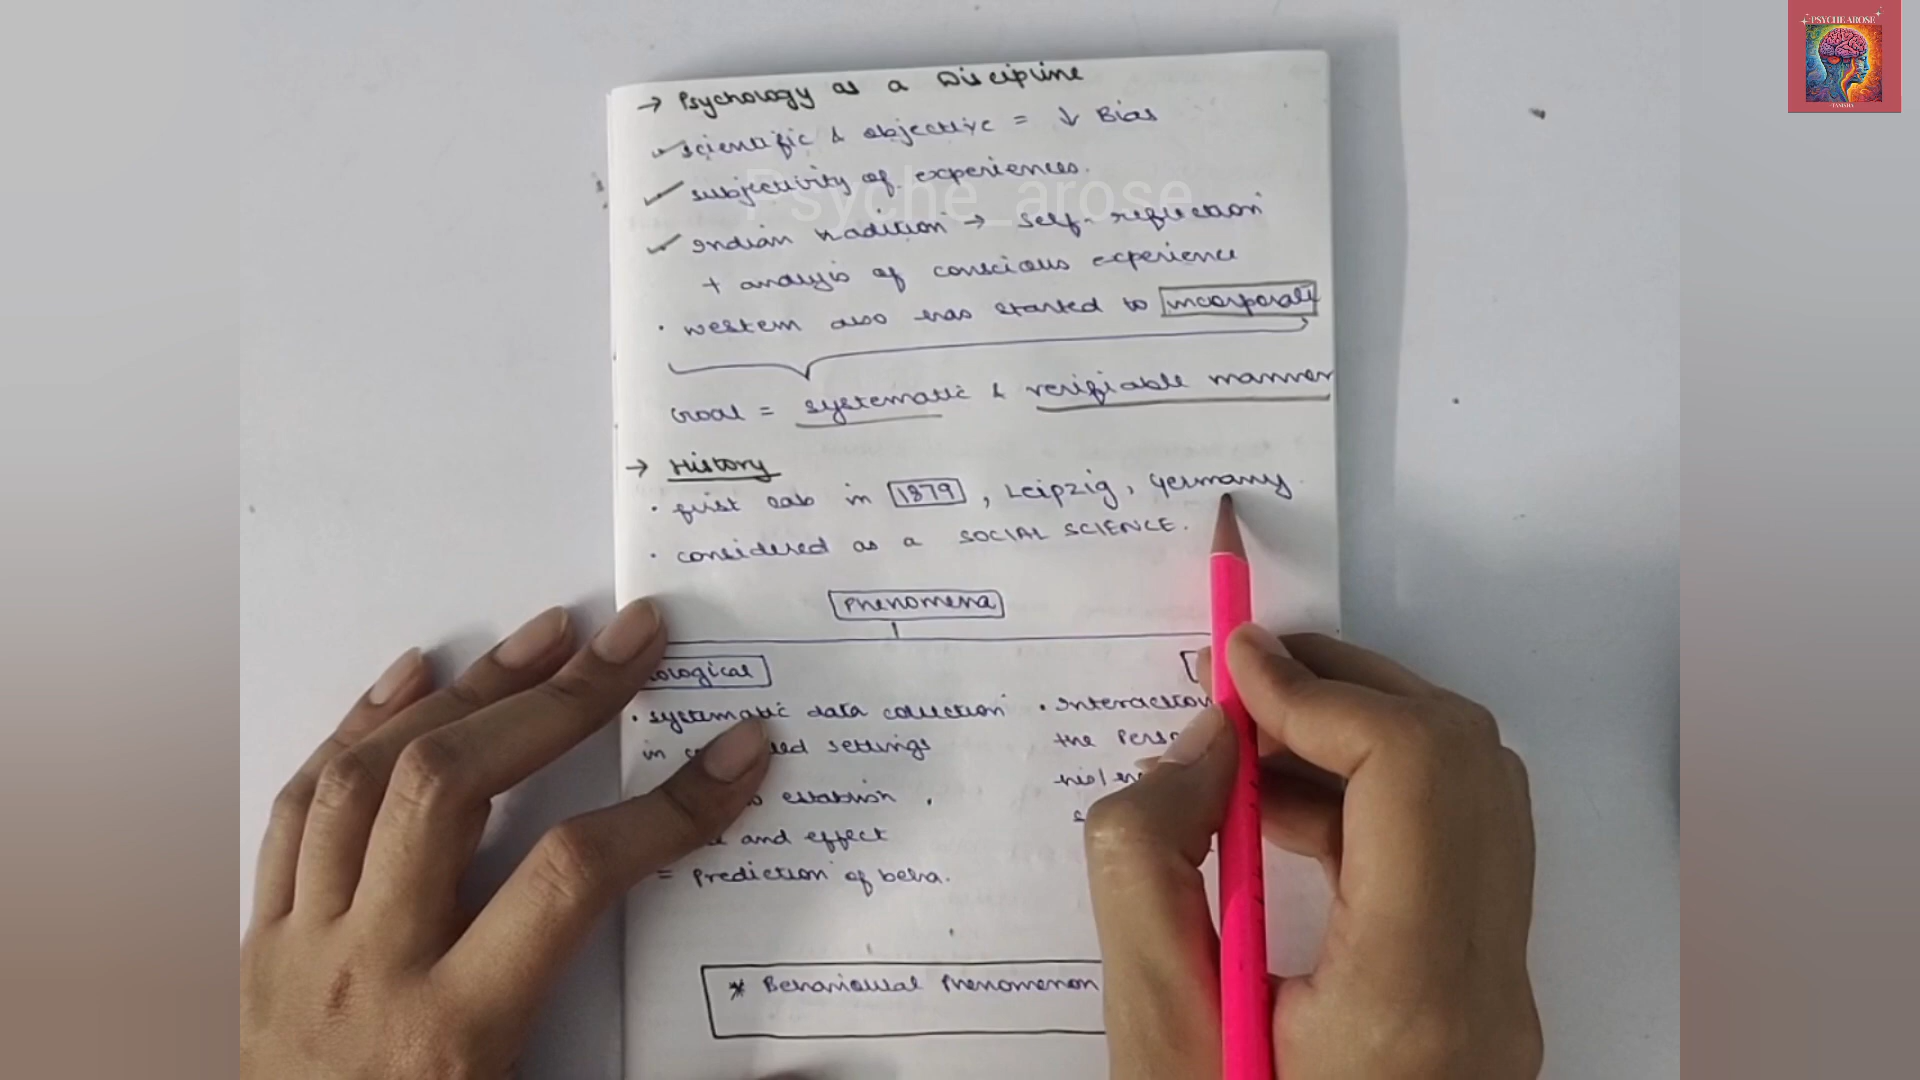 PSYCHE AROSE
TANISHA
→ Psychology as a Discipline
scientific & objective = ↓ Bias
subjectivity of experiences.
Psyche_arose
Indian tradition → self-reflection
+ analysis of conscious experience
• western also has started to incorporate
Goal = systematic & verifiable manner
→ History
• first lab in 1879, Leipzig, Germany.
• considered as a SOCIAL SCIENCE.
Phenomena
ological
• systematic data collection
in settings
establish
and effect
= Prediction of beha.
• Interaction
the
his/
* Behavioural Phenomenon